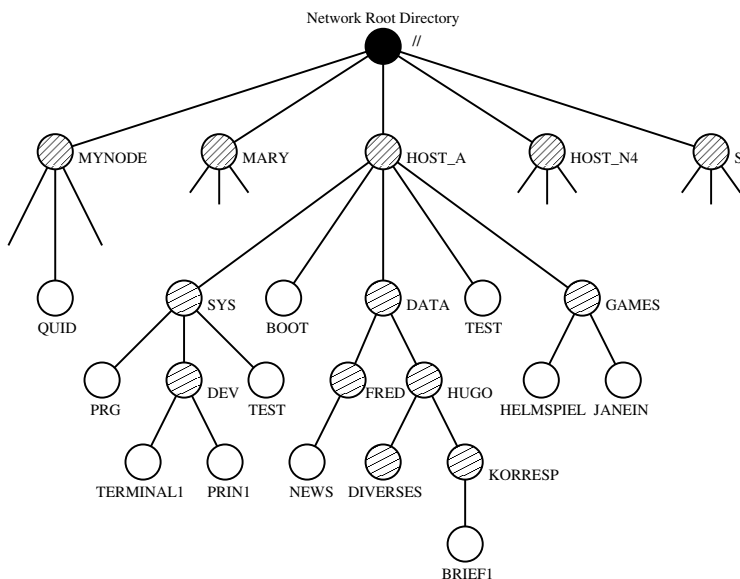 Network Root Directory
//
MYNODE
MARY
HOST_A
HOST_N4
S
SYS
DATA
GAMES
QUID
BOOT
TEST
DEV
FRED
HUGO
PRG
TEST
HELMSPIEL
JANEIN
KORRESP
TERMINAL1
PRIN1
NEWS
DIVERSES
BRIEF1